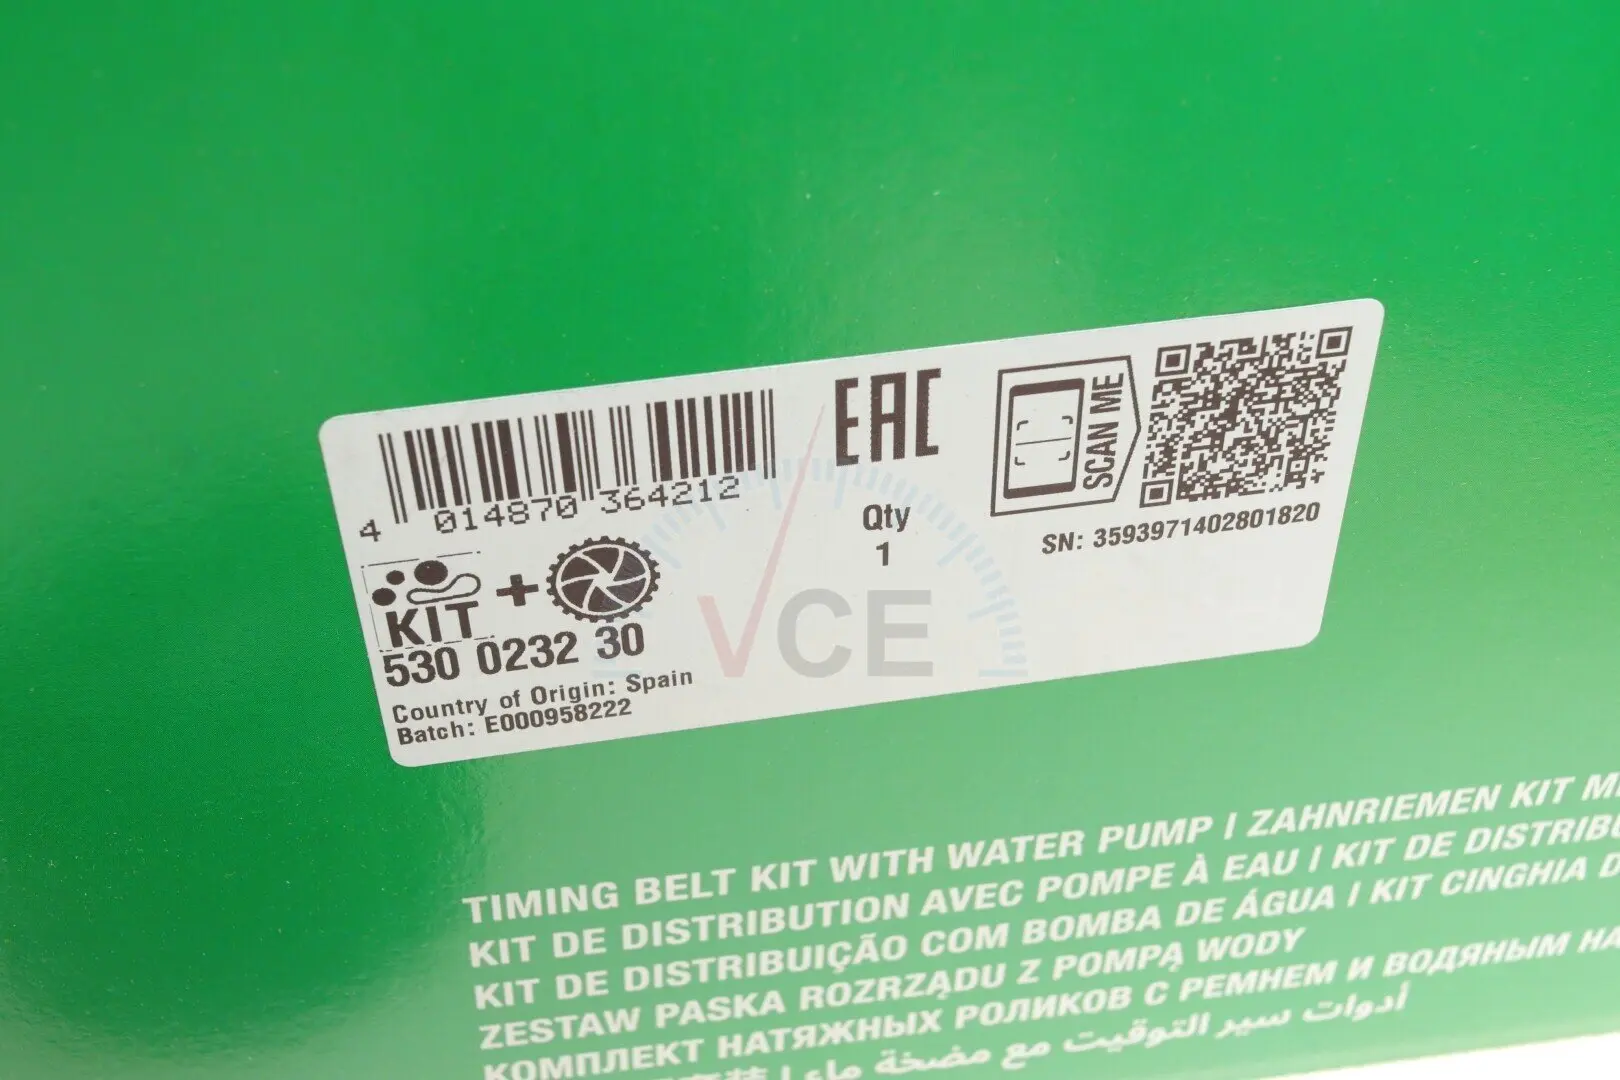 4 014870 364212
EAC
SCAN ME
Qty
1
SN: 3593971402801820
KIT +
530 0232 30
Country of Origin: Spain
Batch: E000958222
VCE
TIMING BELT KIT WITH WATER PUMP | ZAHNRIEMEN KIT
KIT DE DISTRIBUTION AVEC POMPE À EAU | KIT DE
KIT DE DISTRIBUIÇÃO COM BOMBA DE ÁGUA | KIT CINGHIA
ZESTAW PASKA ROZRZĄDU Z POMPĄ WODY
КОМПЛЕКТ НАТЯЖНЫХ РОЛИКОВ С РЕМНЕМ И ВОДЯНЫМ
أدوات سير التوقيت مع مضخة ماء |